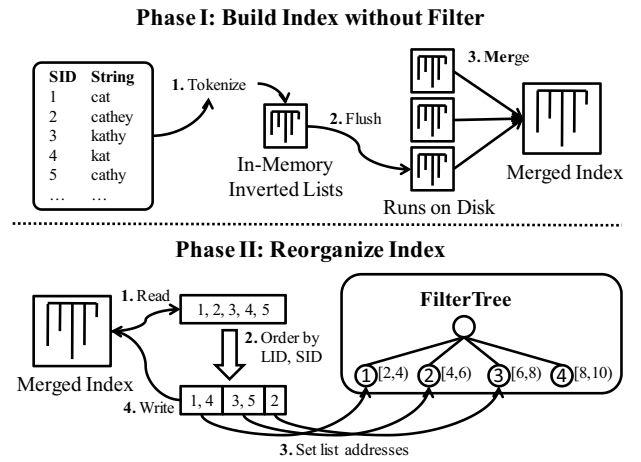 Phase I: Build Index without Filter
SID String
1 cat
2 cathey
3 kathy
4 kat
5 cathy
... ...
1. Tokenize
In-Memory
Inverted Lists
2. Flush
Runs on Disk
3. Merge
Merged Index
Phase II: Reorganize Index
Merged Index
1. Read
1, 2, 3, 4, 5
2. Order by
LID, SID
4. Write
1, 4 3, 5 2
3. Set list addresses
FilterTree
1 [2,4) 2 [4,6) 3 [6,8) 4 [8,10)